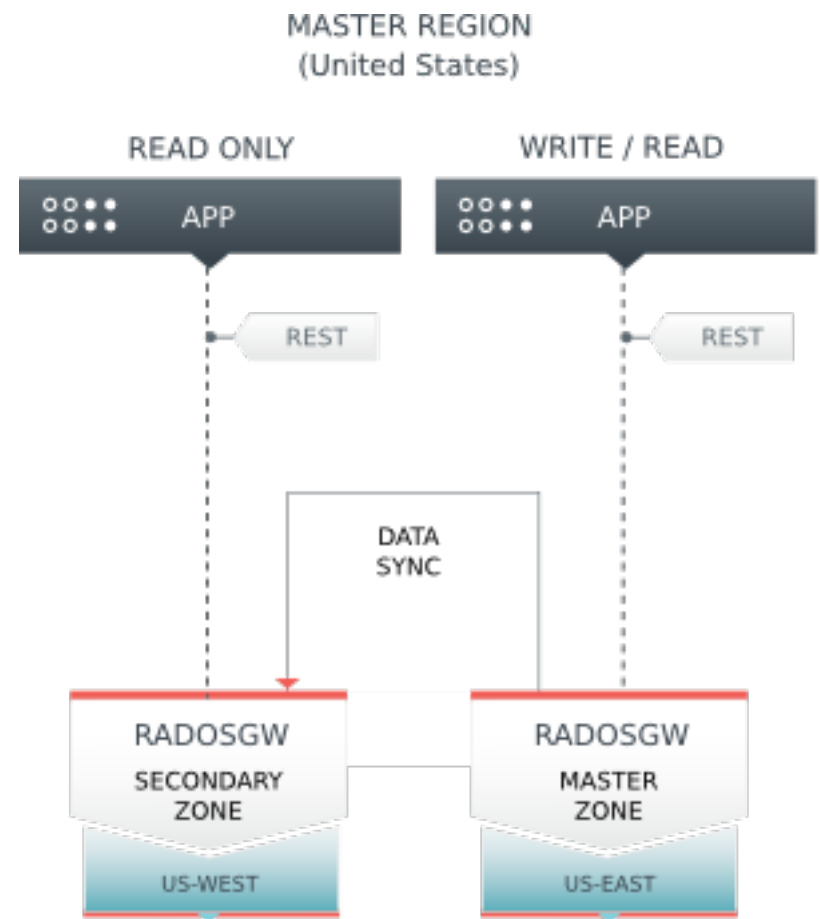 MASTER REGION
(United States)
READ ONLY
WRITE / READ
APP
APP
REST
REST
DATA
SYNC
RADOSGW
SECONDARY
ZONE
US-WEST
RADOSGW
MASTER
ZONE
US-EAST